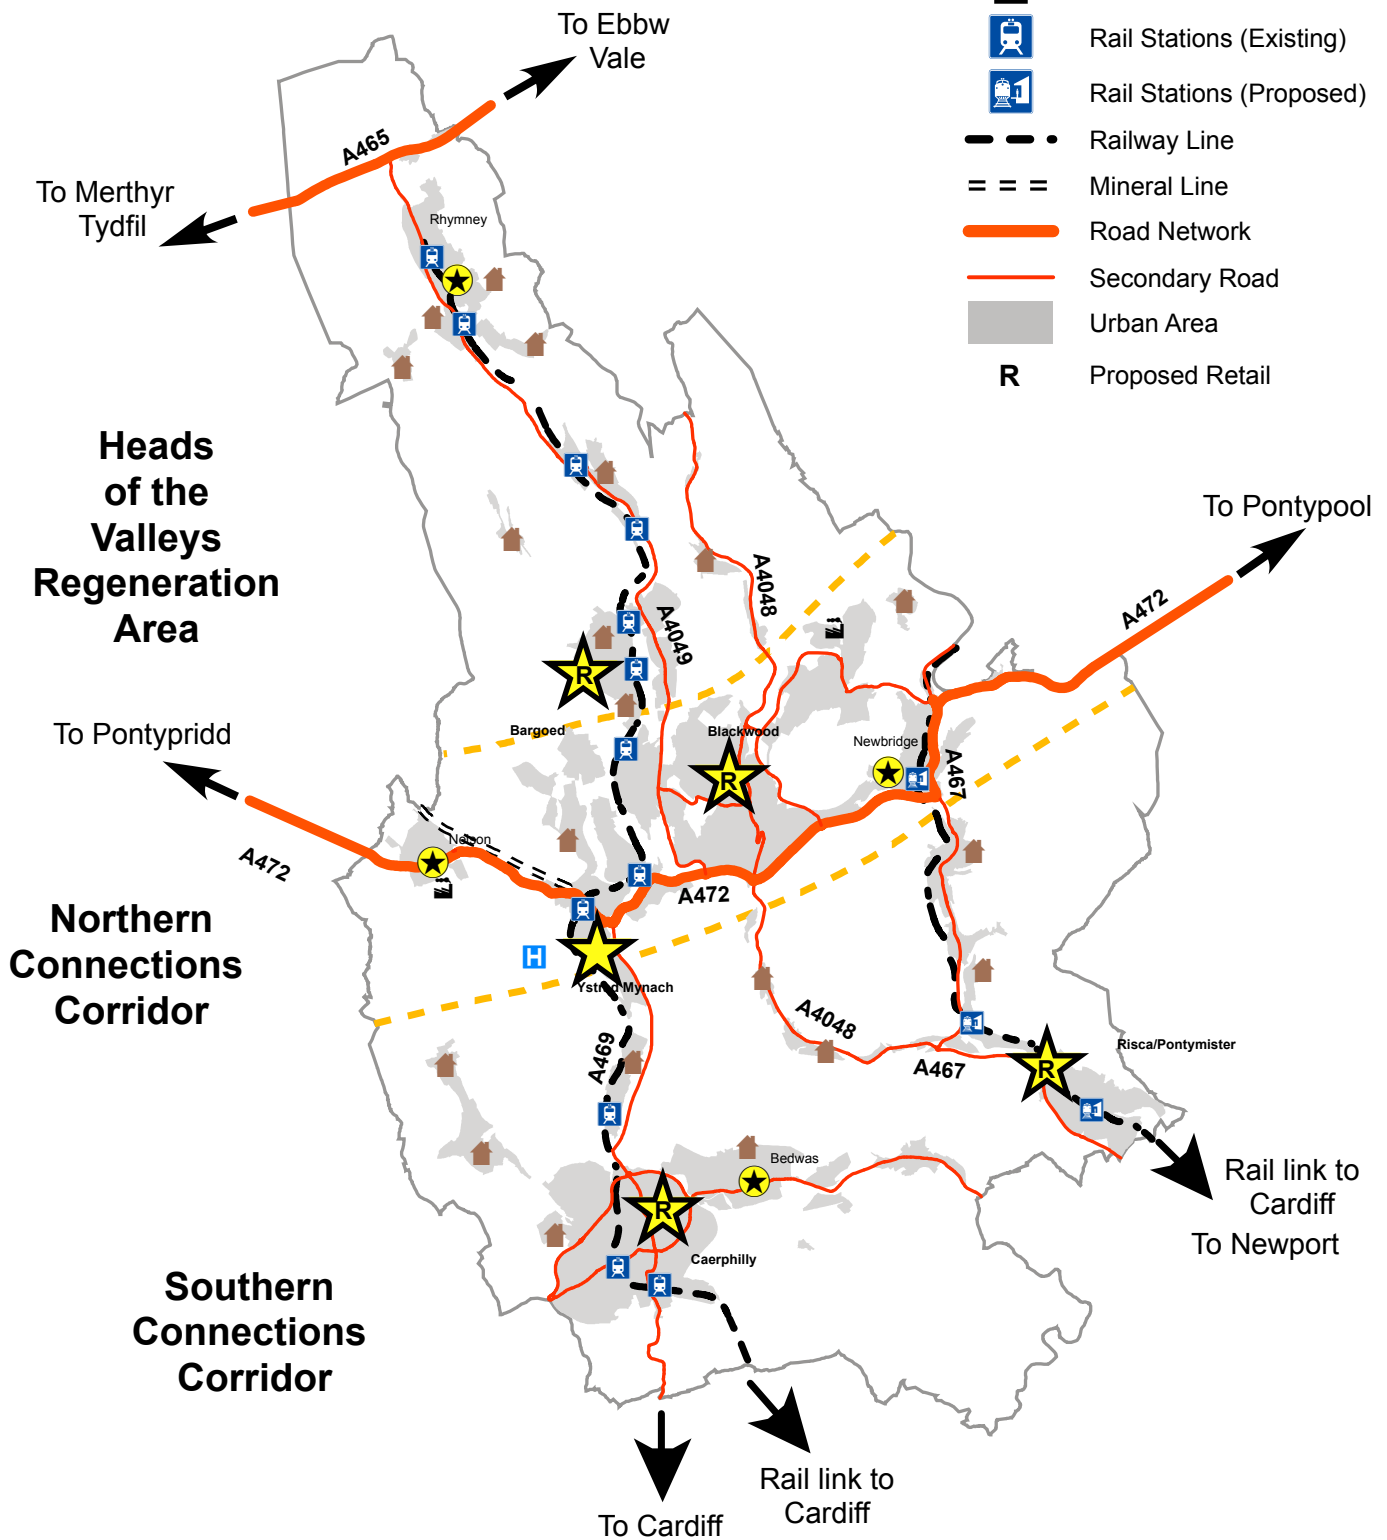 To Ebbw
Vale
Rail Stations (Existing)
Rail Stations (Proposed)
Railway Line
Mineral Line
Road Network
Secondary Road
Urban Area
R
Proposed Retail
A465
To Merthyr
Tydfil
Rhymney
Heads
of the
Valleys
Regeneration
Area
To Pontypool
A472
A4048
A4049
R
Bargoed
Blackwood
R
Newbridge
A467
To Pontypridd
Nelson
A472
A472
Northern
Connections
Corridor
H
Ystrad Mynach
A469
A4048
A467
Risca/Pontymister
R
Bedwas
R
Caerphilly
Rail link to
Cardiff
To Newport
Southern
Connections
Corridor
Rail link to
Cardiff
To Cardiff